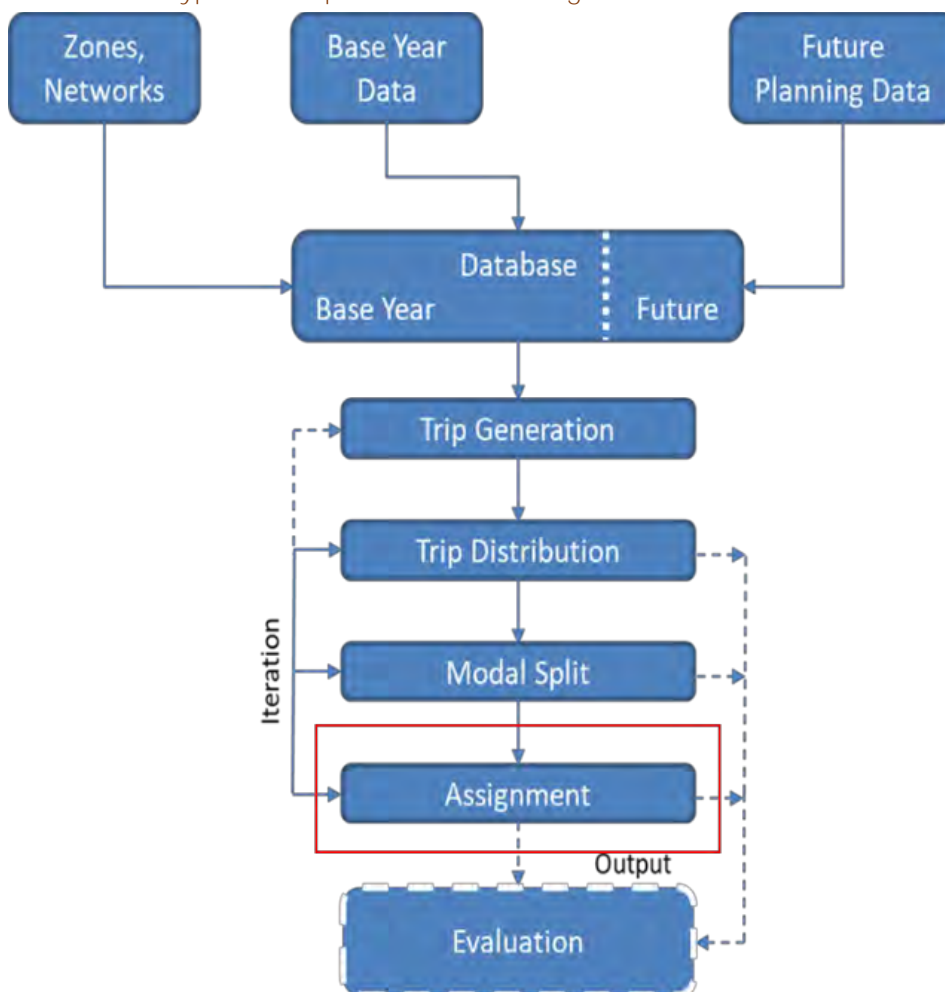 Zones,
Networks
Base Year
Data
Future
Planning Data
Database
Base Year
Future
Trip Generation
Trip Distribution
Iteration
Modal Split
Assignment
Output
Evaluation